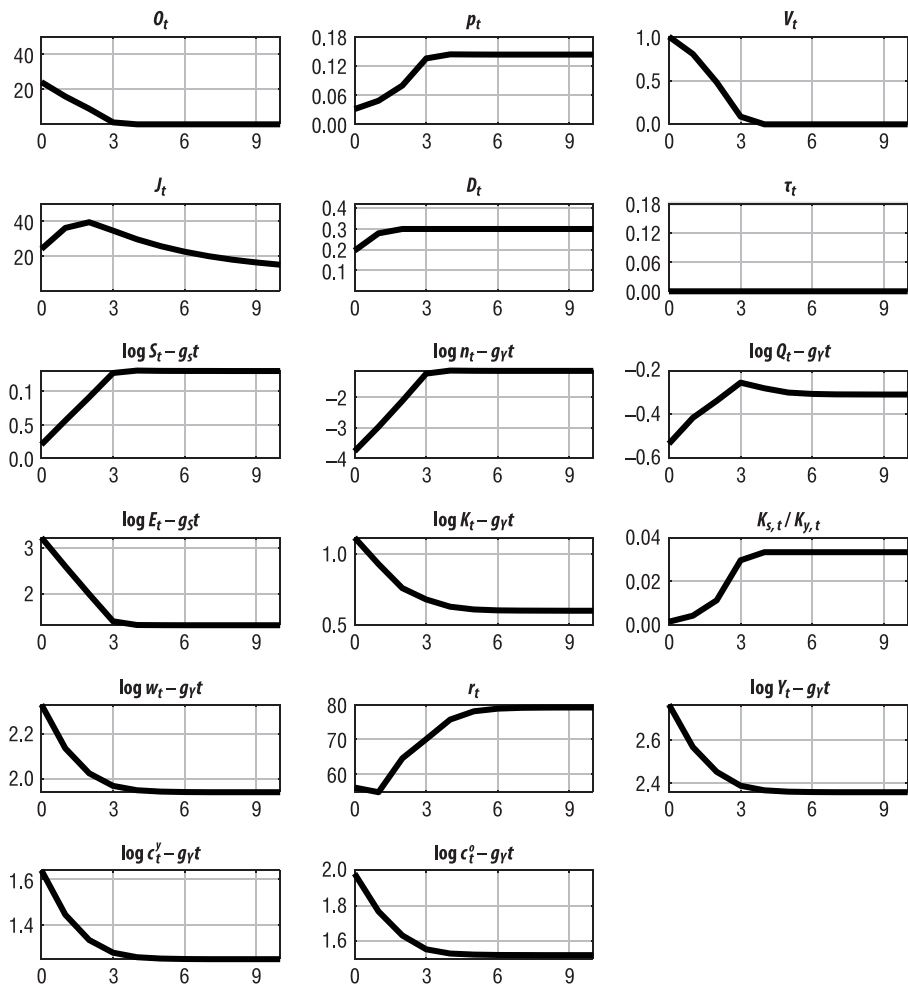 O_t p_t V_t
40 0.18 1.0
0.12
20 0.06 0.5
0.00 0.0
0 3 6 9 0 3 6 9 0 3 6 9
J_t D_t τ_t
40 0.4 0.18
0.3 0.12
20 0.2 0.06
0.1 0.00
0 3 6 9 0 3 6 9 0 3 6 9
log S_t – g_S t log n_t – g_Y t log Q_t – g_Y t
0.1 –2 –0.2
0.5 –3 –0.4
0.0 –4 –0.6
0 3 6 9 0 3 6 9 0 3 6 9
log E_t – g_S t log K_t – g_Y t K_{s,t} / K_{y,t}
3 1.0 0.04
2 0.02
0.5 0.00
0 3 6 9 0 3 6 9 0 3 6 9
log w_t – g_Y t r_t log Y_t – g_Y t
80
2.2 70 2.6
2.0 60 2.4
0 3 6 9 0 3 6 9 0 3 6 9
log c_t^y – g_Y t log c_t^o – g_Y t
1.6 2.0
1.8
1.4 1.6
1.4
0 3 6 9 0 3 6 9